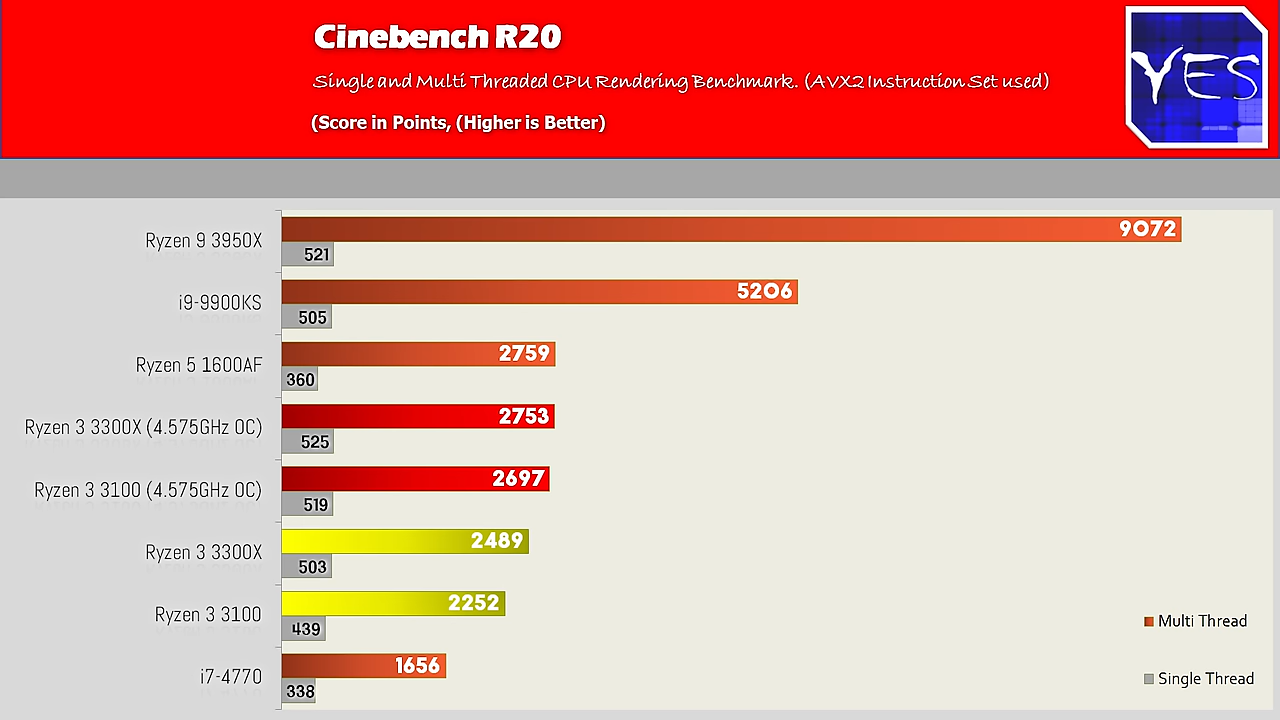 Cinebench R20
Single and Multi Threaded CPU Rendering Benchmark. (AVX2 Instruction Set used)
(Score in Points, (Higher is Better)
YES
Ryzen 9 3950X
9072
521
i9-9900KS
5206
505
Ryzen 5 1600AF
2759
360
Ryzen 3 3300X (4.575GHz OC)
2753
525
Ryzen 3 3100 (4.575GHz OC)
2697
519
Ryzen 3 3300X
2489
503
Ryzen 3 3100
2252
439
i7-4770
1656
338
Multi Thread
Single Thread